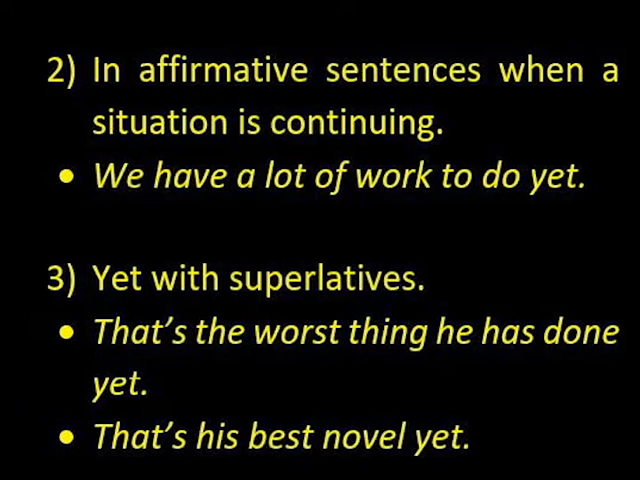 2) In affirmative sentences when a
situation is continuing.
• We have a lot of work to do yet.
3) Yet with superlatives.
• That’s the worst thing he has done
yet.
• That’s his best novel yet.